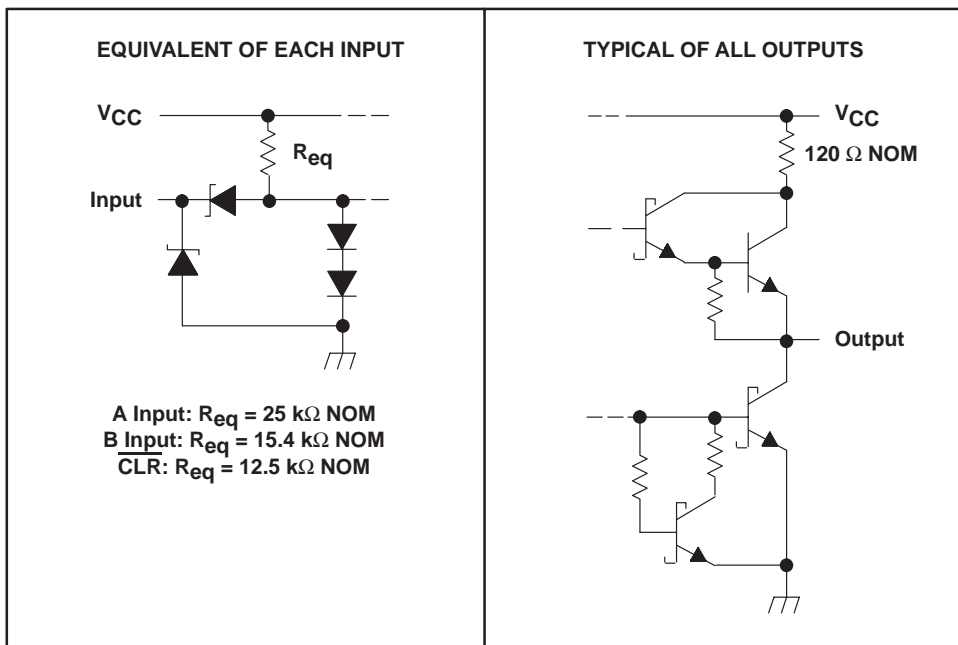 EQUIVALENT OF EACH INPUT
VCC
Req
Input
A Input: Req = 25 kΩ NOM
B Input: Req = 15.4 kΩ NOM
C̅L̅R̅: Req = 12.5 kΩ NOM
TYPICAL OF ALL OUTPUTS
VCC
120 Ω NOM
Output